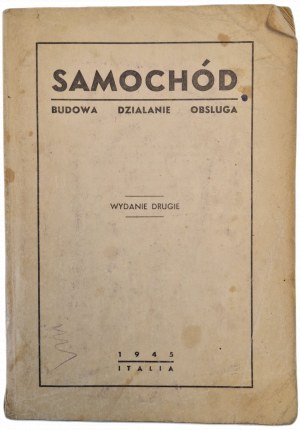 SAMOCHÓD
BUDOWA DZIALANIE OBSLUGA
WYDANIE DRUGIE
1945
ITALIA